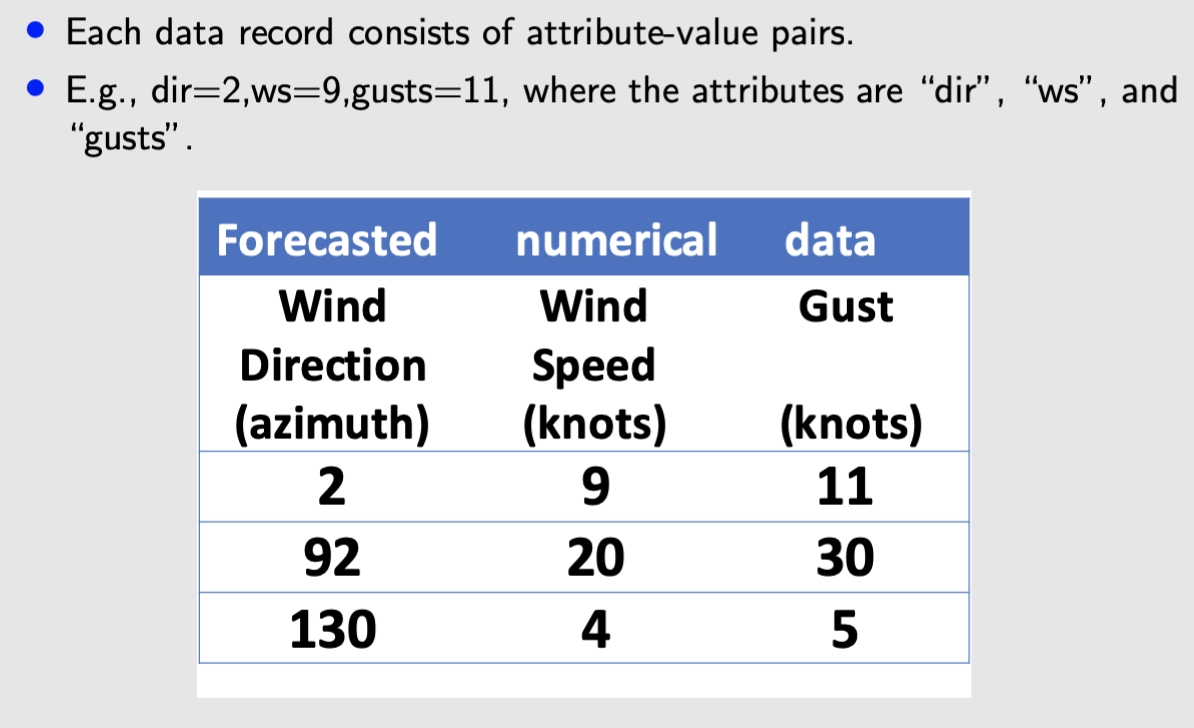 Each data record consists of attribute-value pairs.
E.g., dir=2,ws=9,gusts=11, where the attributes are “dir”, “ws”, and
“gusts”.
Forecasted numerical data
Wind Wind Gust
Direction Speed
(azimuth) (knots) (knots)
2 9 11
92 20 30
130 4 5